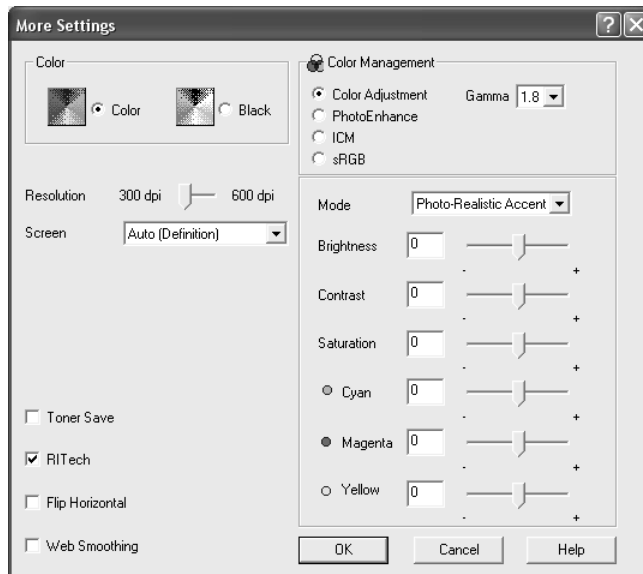 More Settings
Color
Color
Black
Resolution 300 dpi 600 dpi
Screen Auto (Definition)
Toner Save
RITech
Flip Horizontal
Web Smoothing
Color Management
Color Adjustment Gamma 1.8
PhotoEnhance
ICM
sRGB
Mode Photo-Realistic Accent
Brightness 0
- +
Contrast 0
- +
Saturation 0
- +
Cyan 0
- +
Magenta 0
- +
Yellow 0
- +
OK Cancel Help